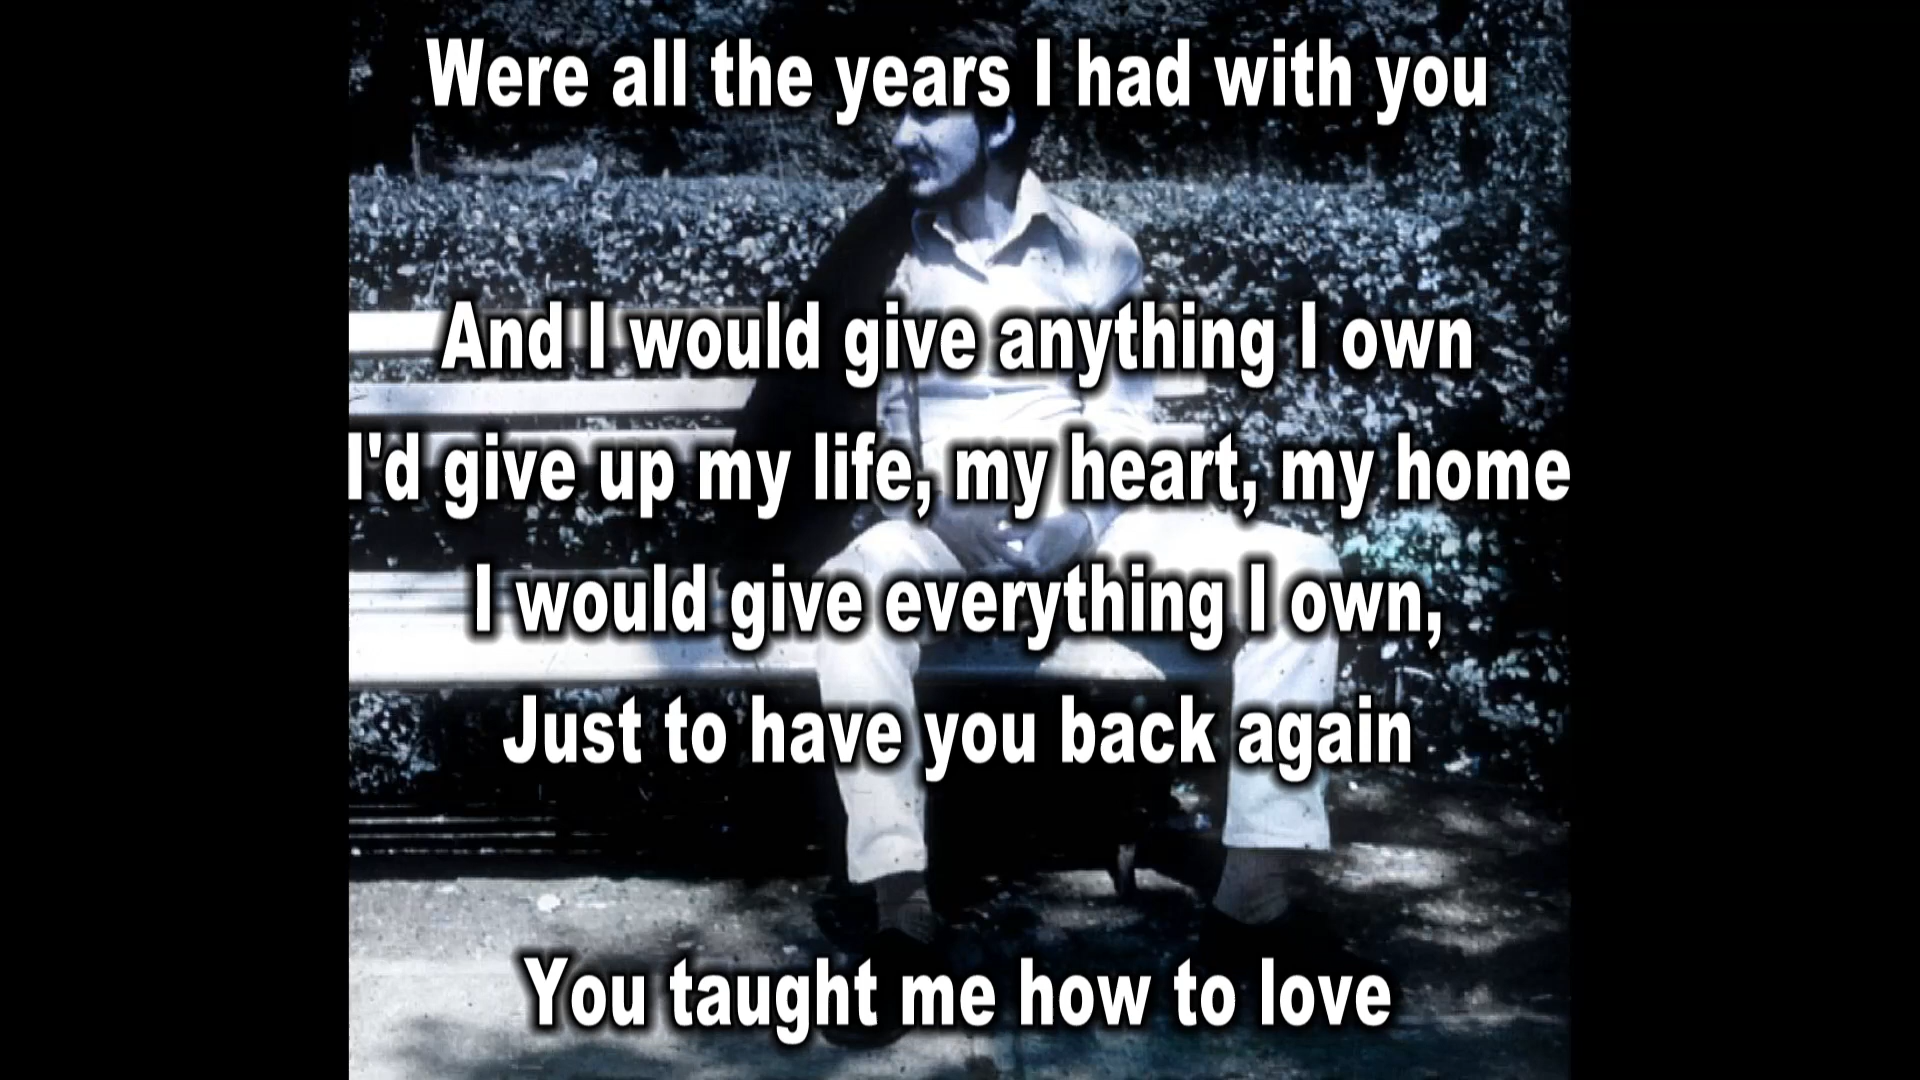 Were all the years I had with you
And I would give anything I own
I'd give up my life, my heart, my home
I would give everything I own,
Just to have you back again
You taught me how to love